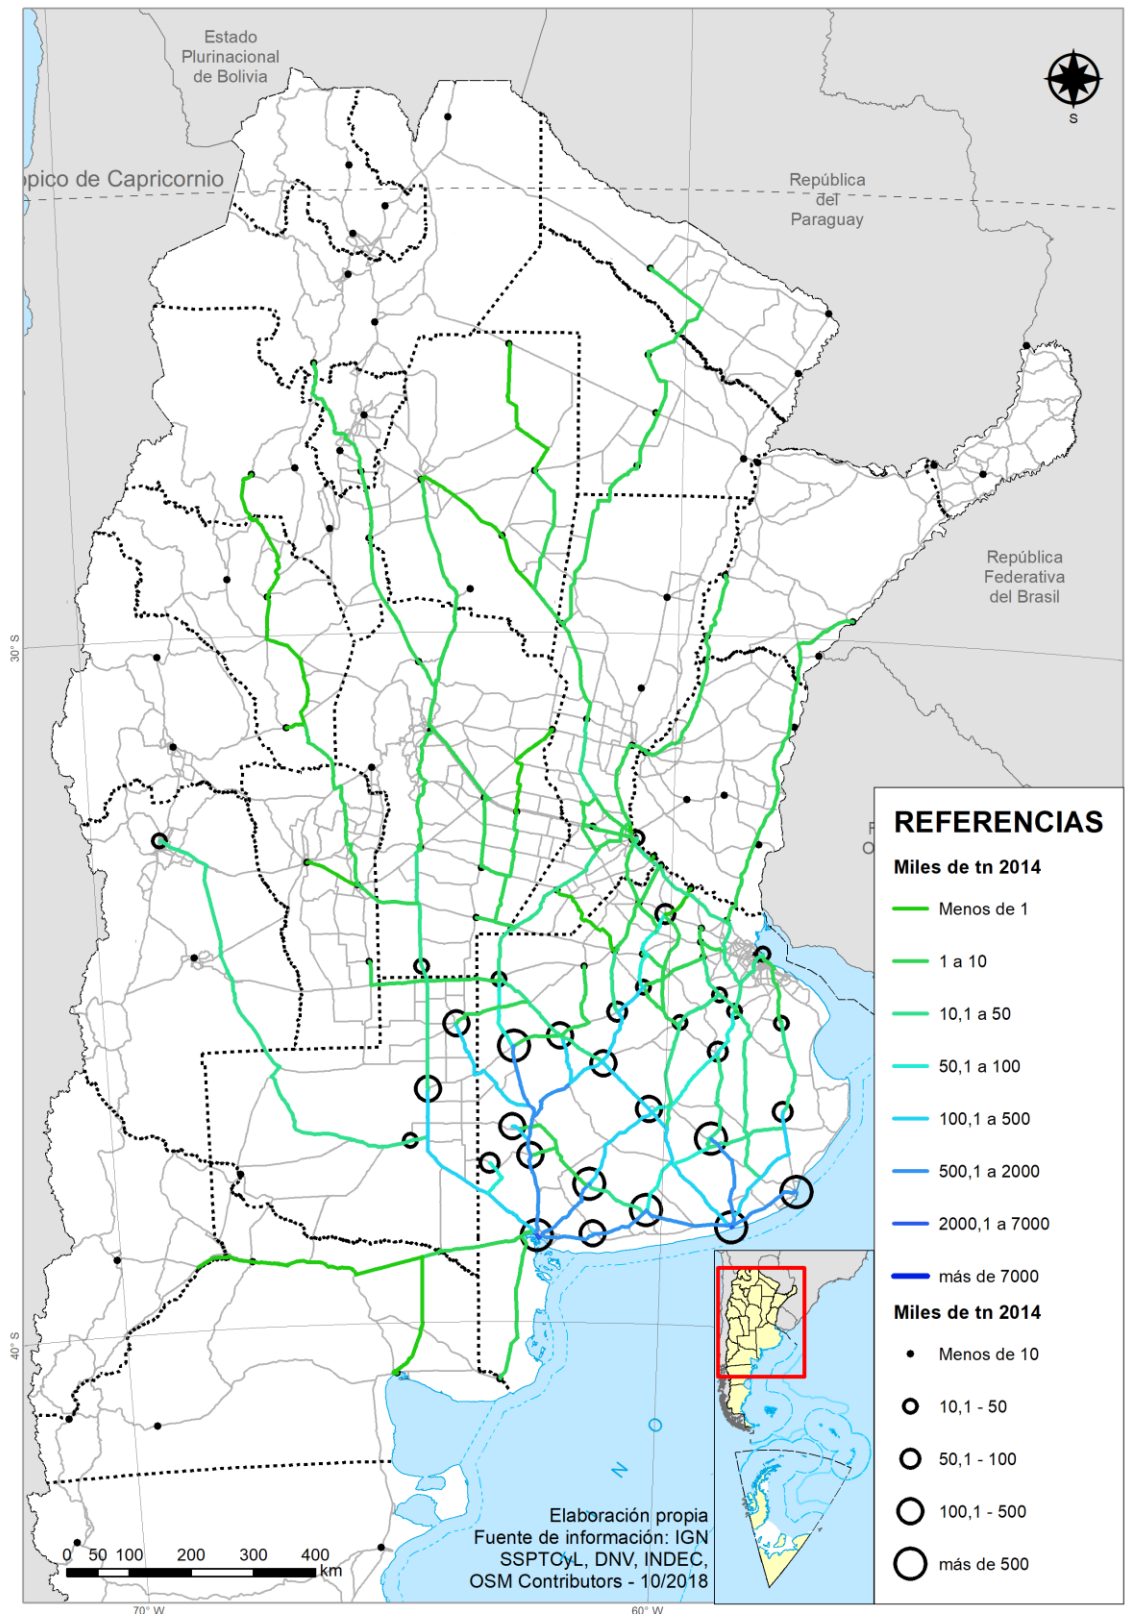 Estado
Plurinacional
de Bolivia
S
ópico de Capricornio
República
del
Paraguay
República
Federativa
del Brasil
30° S
REFERENCIAS
Miles de tn 2014
Menos de 1
1 a 10
10,1 a 50
50,1 a 100
100,1 a 500
500,1 a 2000
2000,1 a 7000
más de 7000
Miles de tn 2014
Menos de 10
10,1 - 50
50,1 - 100
100,1 - 500
más de 500
40° S
O
N
Elaboración propia
Fuente de información: IGN
SSPTCyL, DNV, INDEC,
OSM Contributors - 10/2018
0 50 100 200 300 400
km
70° W
60° W